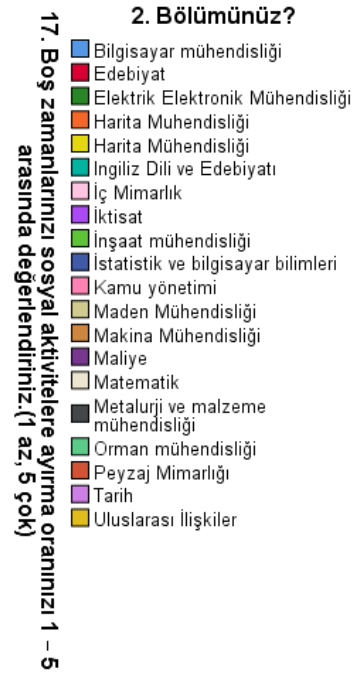 2. Bölümünüz?
Bilgisayar mühendisliği
Edebiyat
Elektrik Elektronik Mühendisliği
Harita Muhendisliği
Harita Mühendisliği
Ingiliz Dili ve Edebiyatı
İç Mimarlık
İktisat
İnşaat mühendisliği
İstatistik ve bilgisayar bilimleri
Kamu yönetimi
Maden Mühendisliği
Makina Mühendisliği
Maliye
Matematik
Metalurji ve malzeme
mühendisliği
Orman mühendisliği
Peyzaj Mimarlığı
Tarih
Uluslarası İlişkiler
17. Boş zamanlarınızı sosyal aktivitelere ayırma oranınızı 1 – 5
arasında değerlendiriniz.(1 az, 5 çok)